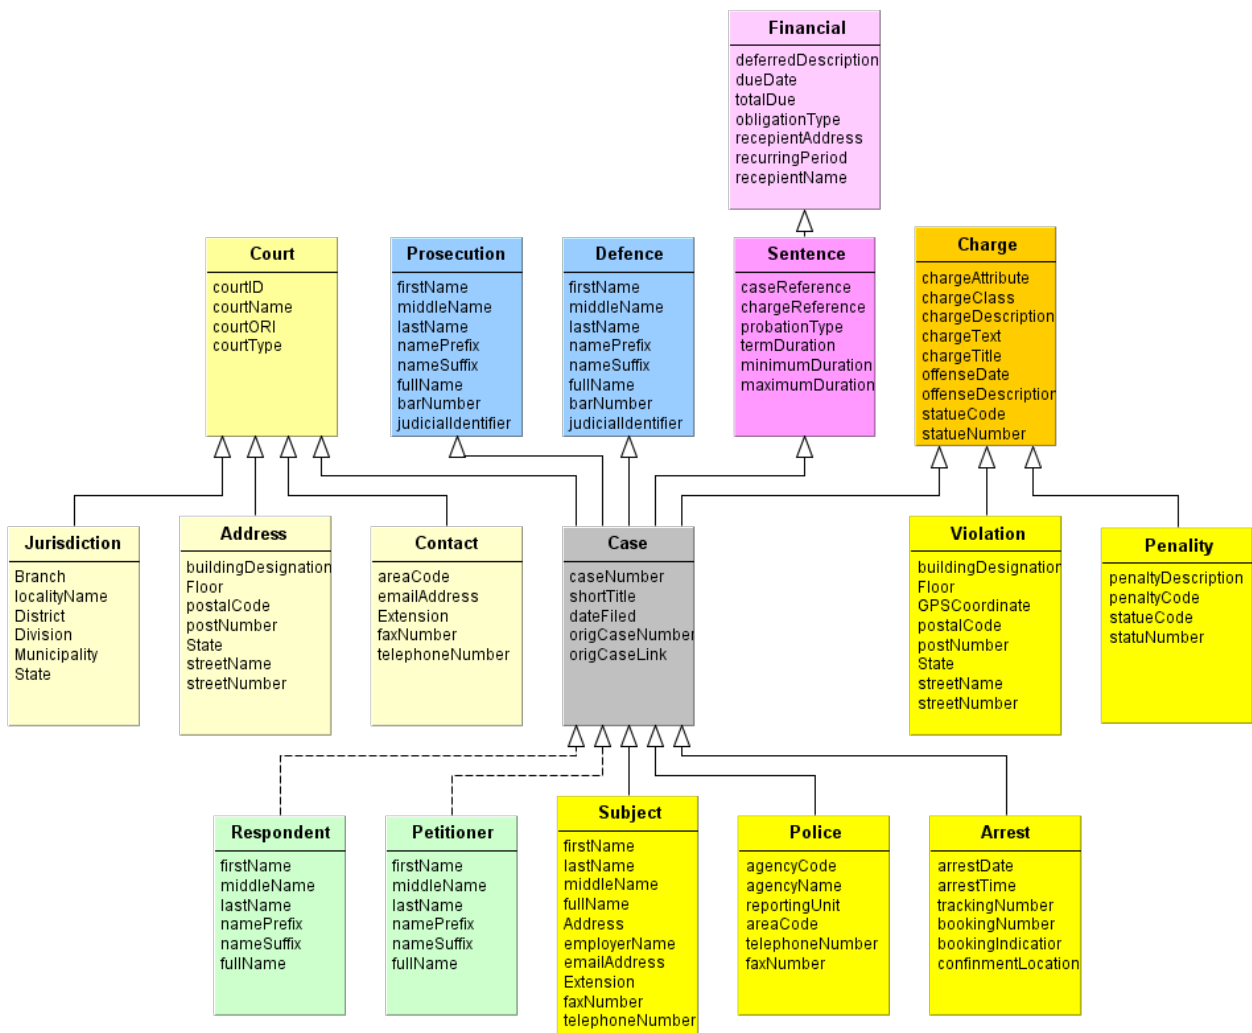 Financial
deferredDescription
dueDate
totalDue
obligationType
recepientAddress
recurringPeriod
recepientName
Court
courtID
courtName
courtORI
courtType
Prosecution
firstName
middleName
lastName
namePrefix
nameSuffix
fullName
barNumber
judicialIdentifier
Defence
firstName
middleName
lastName
namePrefix
nameSuffix
fullName
barNumber
judicialIdentifier
Sentence
caseReference
chargeReference
probationType
termDuration
minimumDuration
maximumDuration
Charge
chargeAttribute
chargeClass
chargeDescription
chargeText
chargeTitle
offenseDate
offenseDescription
statueCode
statueNumber
Jurisdiction
Branch
localityName
District
Division
Municipality
State
Address
buildingDesignation
Floor
postalCode
postNumber
State
streetName
streetNumber
Contact
areaCode
emailAddress
Extension
faxNumber
telephoneNumber
Case
caseNumber
shortTitle
dateFiled
origCaseNumber
origCaseLink
Violation
buildingDesignation
Floor
GPSCoordinate
postalCode
postNumber
State
streetName
streetNumber
Penality
penaltyDescription
penaltyCode
statueCode
statuNumber
Respondent
firstName
middleName
lastName
namePrefix
nameSuffix
fullName
Petitioner
firstName
middleName
lastName
namePrefix
nameSuffix
fullName
Subject
firstName
lastName
middleName
fullName
Address
employerName
emailAddress
Extension
faxNumber
telephoneNumber
Police
agencyCode
agencyName
reportingUnit
areaCode
telephoneNumber
faxNumber
Arrest
arrestDate
arrestTime
trackingNumber
bookingNumber
bookingIndicatior
confinmentLocation